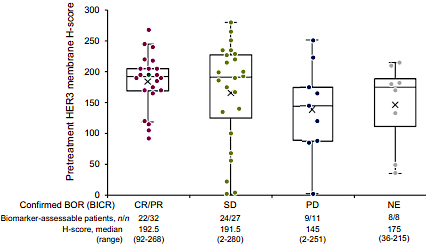 Pretreatment HER3 membrane H-score
300
250
200
150
100
50
0
Confirmed BOR (BICR) CR/PR SD PD NE
Biomarker-assessable patients, n/n 22/32 24/27 9/11 8/8
H-score, median 192.5 191.5 145 175
(range) (92-268) (2-280) (2-251) (36-215)